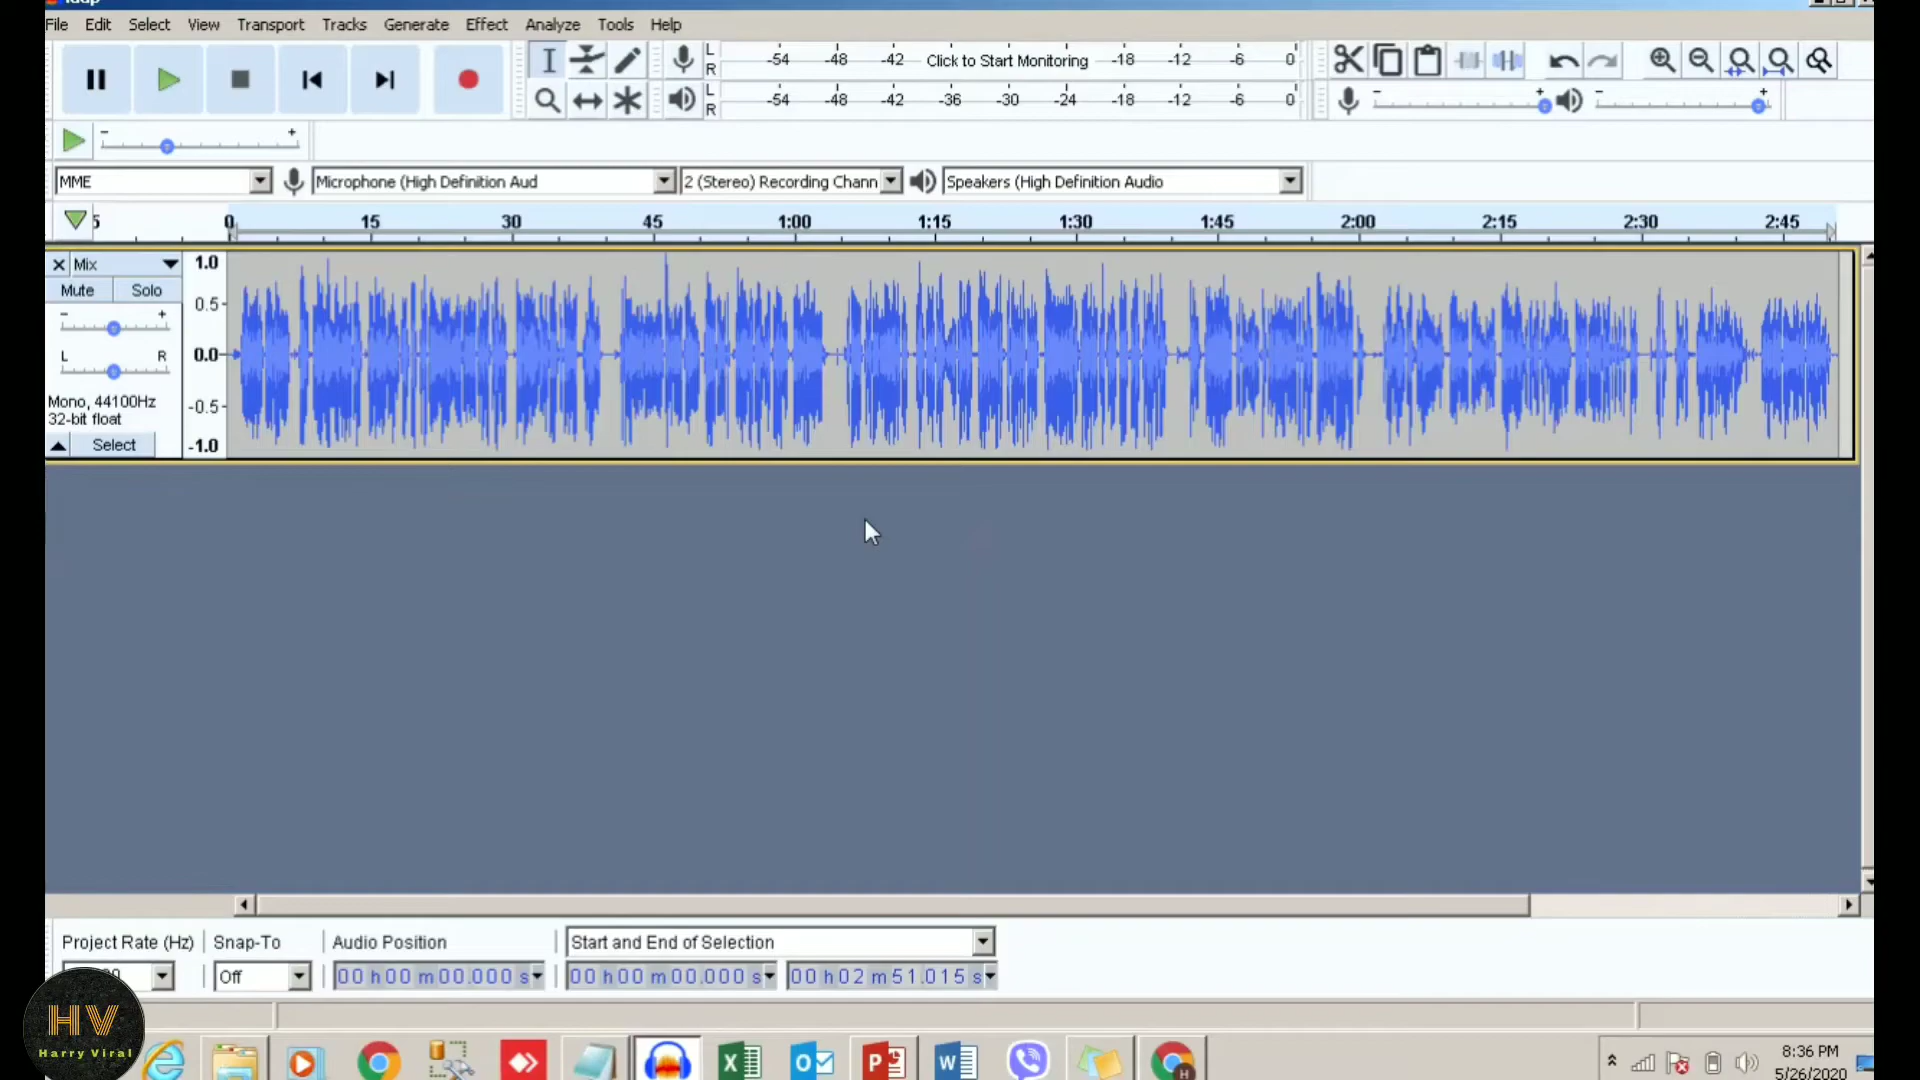 File Edit Select View Transport Tracks Generate Effect Analyze Tools Help
L
R
-54 -48 -42 Click to Start Monitoring -18 -12 -6 0
L
R
-54 -48 -42 -36 -30 -24 -18 -12 -6 0
- +
- +
- +
MME Microphone (High Definition Aud 2 (Stereo) Recording Chann Speakers (High Definition Audio
5 0 15 30 45 1:00 1:15 1:30 1:45 2:00 2:15 2:30 2:45
Mix
Mute Solo
- +
L R
Mono, 44100Hz
32-bit float
Select
1.0
0.5
0.0
-0.5
-1.0
Project Rate (Hz) Snap-To Audio Position Start and End of Selection
Off 00 h 00 m 00.000 s 00 h 00 m 00.000 s 00 h 02 m 51.015 s
HV
Harry Viral
8:36 PM
5/26/2020